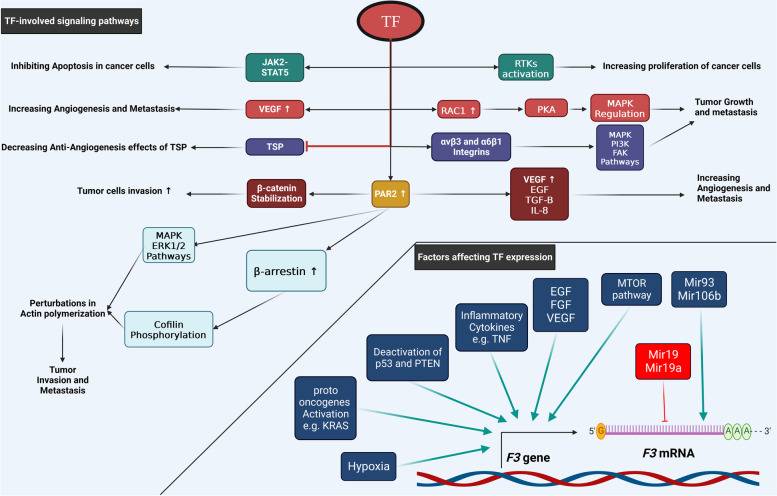 TF-involved signaling pathways
TF
Inhibiting Apoptosis in cancer cells
JAK2-
STAT5
RTKs
activation
Increasing proliferation of cancer cells
Increasing Angiogenesis and Metastasis
VEGF ↑
RAC1 ↑
PKA
MAPK
Regulation
Tumor Growth
and metastasis
Decreasing Anti-Angiogenesis effects of TSP
TSP
αvβ3 and α6β1
Integrins
MAPK
PI3K
FAK
Pathways
Tumor cells invasion ↑
β-catenin
Stabilization
PAR2 ↑
VEGF ↑
EGF
TGF-B
IL-8
Increasing
Angiogenesis and
Metastasis
MAPK
ERK1/2
Pathways
β-arrestin ↑
Perturbations in
Actin polymerization
Cofilin
Phosphorylation
Tumor
Invasion and
Metastasis
Factors affecting TF expression
Hypoxia
proto
oncogenes
Activation
e.g. KRAS
Deactivation of
p53 and PTEN
Inflammatory
Cytokines
e.g. TNF
EGF
FGF
VEGF
MTOR
pathway
Mir93
Mir106b
Mir19
Mir19a
5' G AAA--- 3'
F3 gene
F3 mRNA